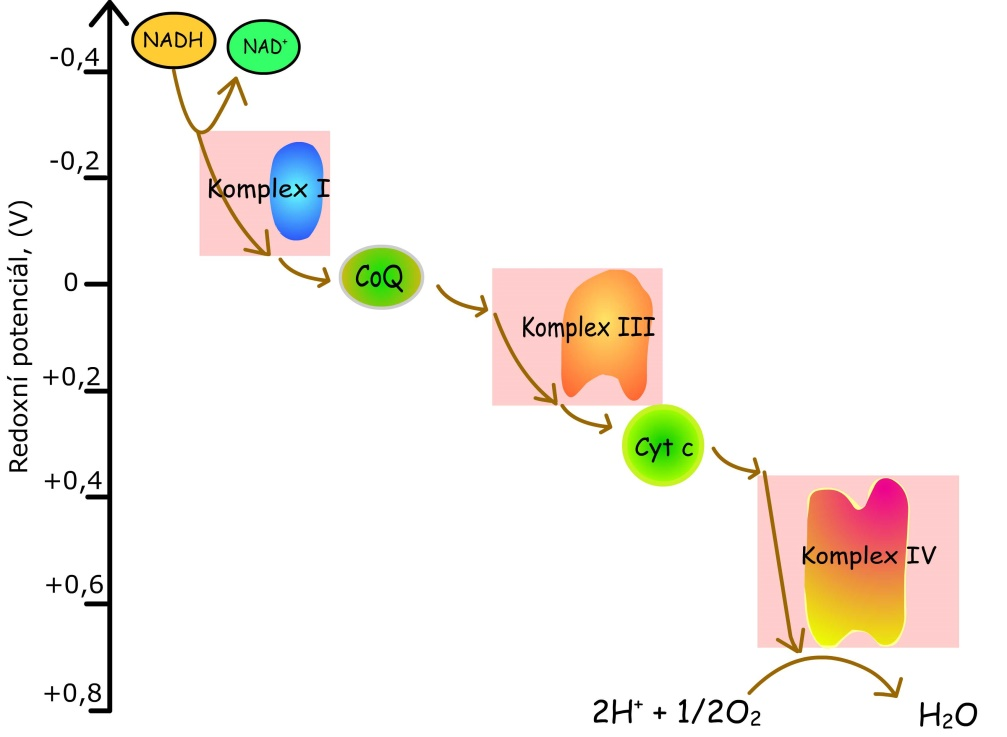 NADH
NAD⁺
-0,4
-0,2
0
+0,2
+0,4
+0,6
+0,8
Redoxní potenciál, (V)
Komplex I
CoQ
Komplex III
Cyt c
Komplex IV
2H⁺ + 1/2O₂
H₂O